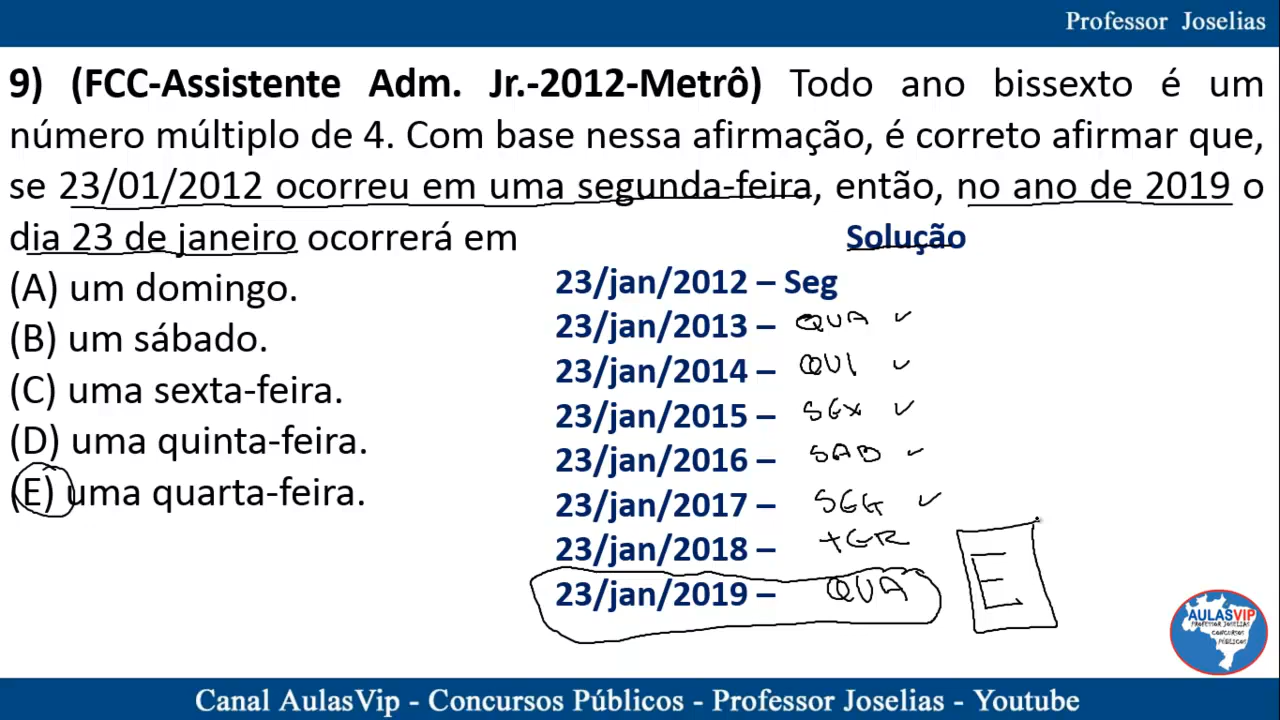 Professor Joselias
9) (FCC-Assistente Adm. Jr.-2012-Metrô) Todo ano bissexto é um
número múltiplo de 4. Com base nessa afirmação, é correto afirmar que,
se 23/01/2012 ocorreu em uma segunda-feira, então, no ano de 2019 o
dia 23 de janeiro ocorrerá em
(A) um domingo.
(B) um sábado.
(C) uma sexta-feira.
(D) uma quinta-feira.
(E) uma quarta-feira.
Solução
23/jan/2012 – Seg
23/jan/2013 – QUA
23/jan/2014 – QUI
23/jan/2015 – SEX
23/jan/2016 – SAB
23/jan/2017 – SEG
23/jan/2018 – TER
23/jan/2019 – QUA
E
AULASVIP
PROFESSOR JOSELIAS
CONCURSOS
PÚBLICOS
Canal AulasVip - Concursos Públicos - Professor Joselias - Youtube